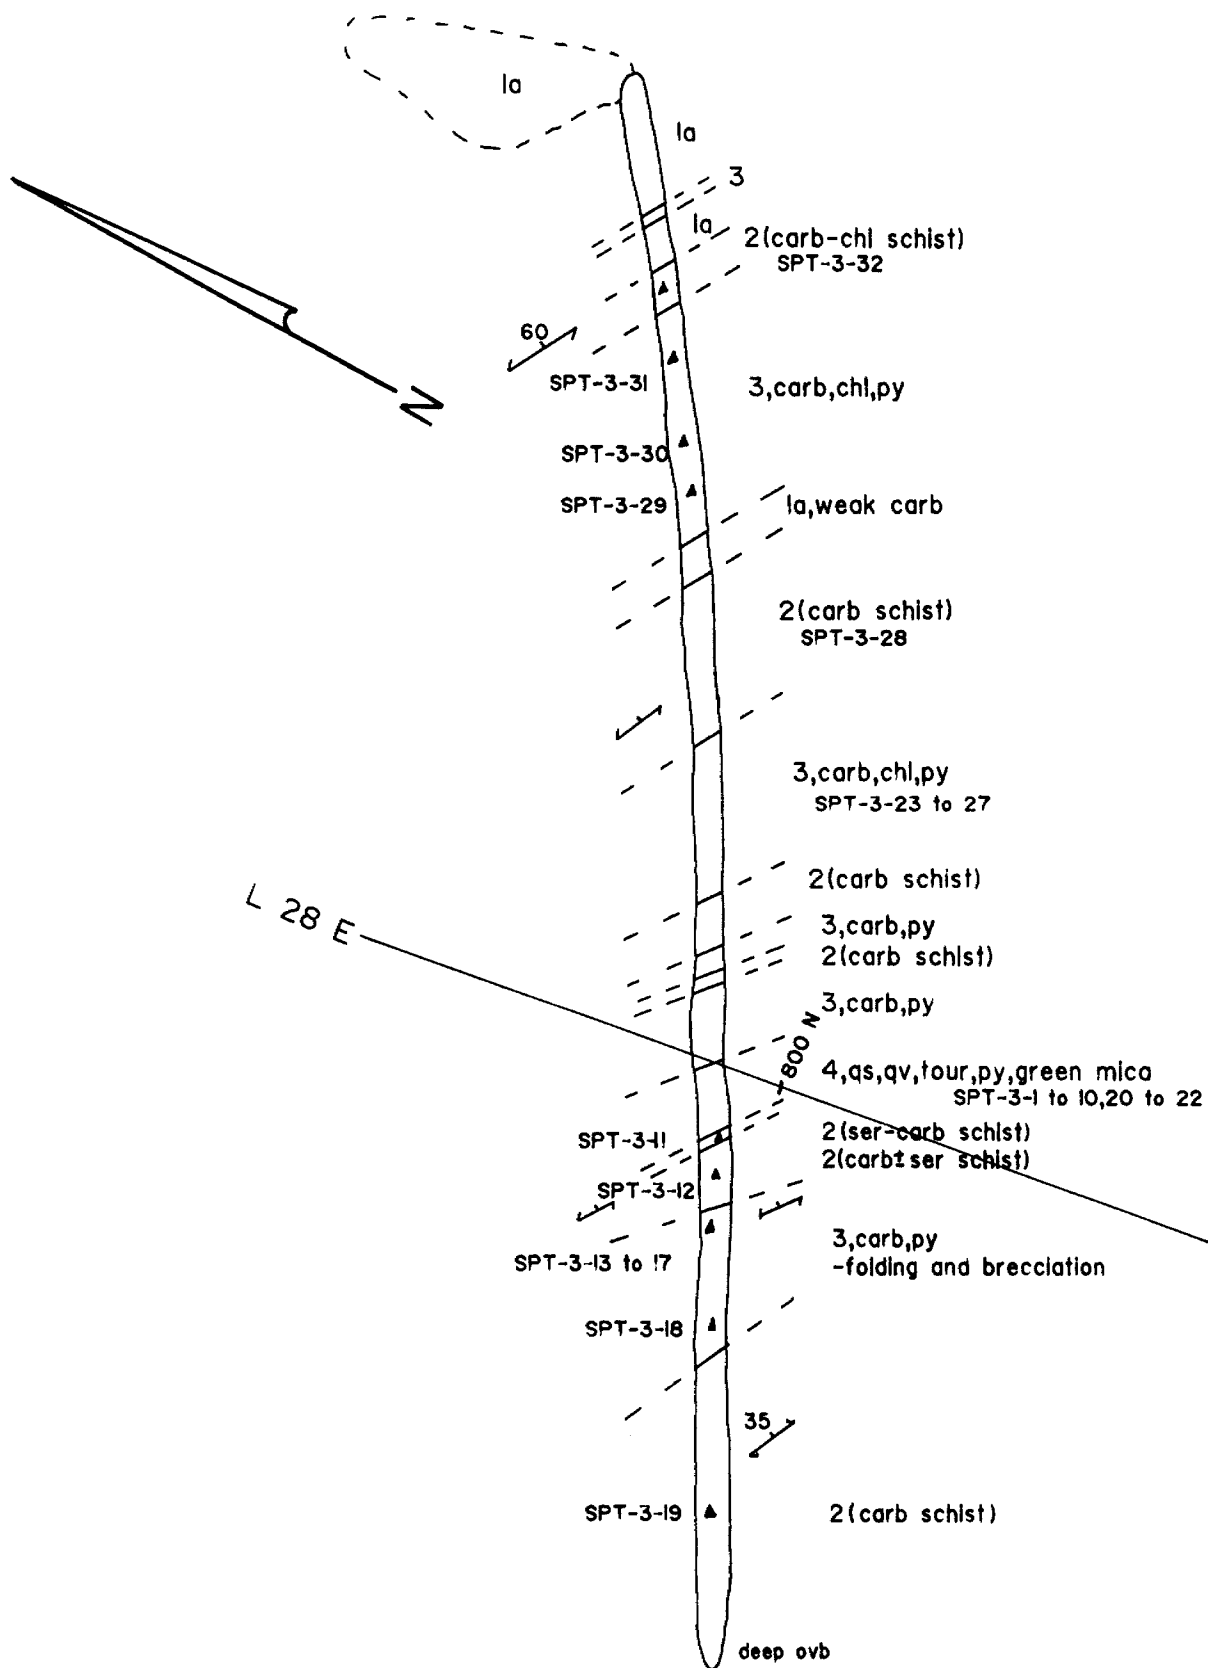 1a
1a
3
1a
2(carb-chl schist)
SPT-3-32
60
SPT-3-31
3,carb,chl,py
N
SPT-3-30
SPT-3-29
1a,weak carb
2(carb schist)
SPT-3-28
3,carb,chl,py
SPT-3-23 to 27
2(carb schist)
L 28 E
3,carb,py
2(carb schist)
3,carb,py
800 N
4,qs,qv,tour,py,green mica
SPT-3-1 to 10,20 to 22
SPT-3-11
2(ser-carb schist)
2(carb±ser schist)
SPT-3-12
3,carb,py
-folding and brecciation
SPT-3-13 to 17
SPT-3-18
35
SPT-3-19
2(carb schist)
deep ovb